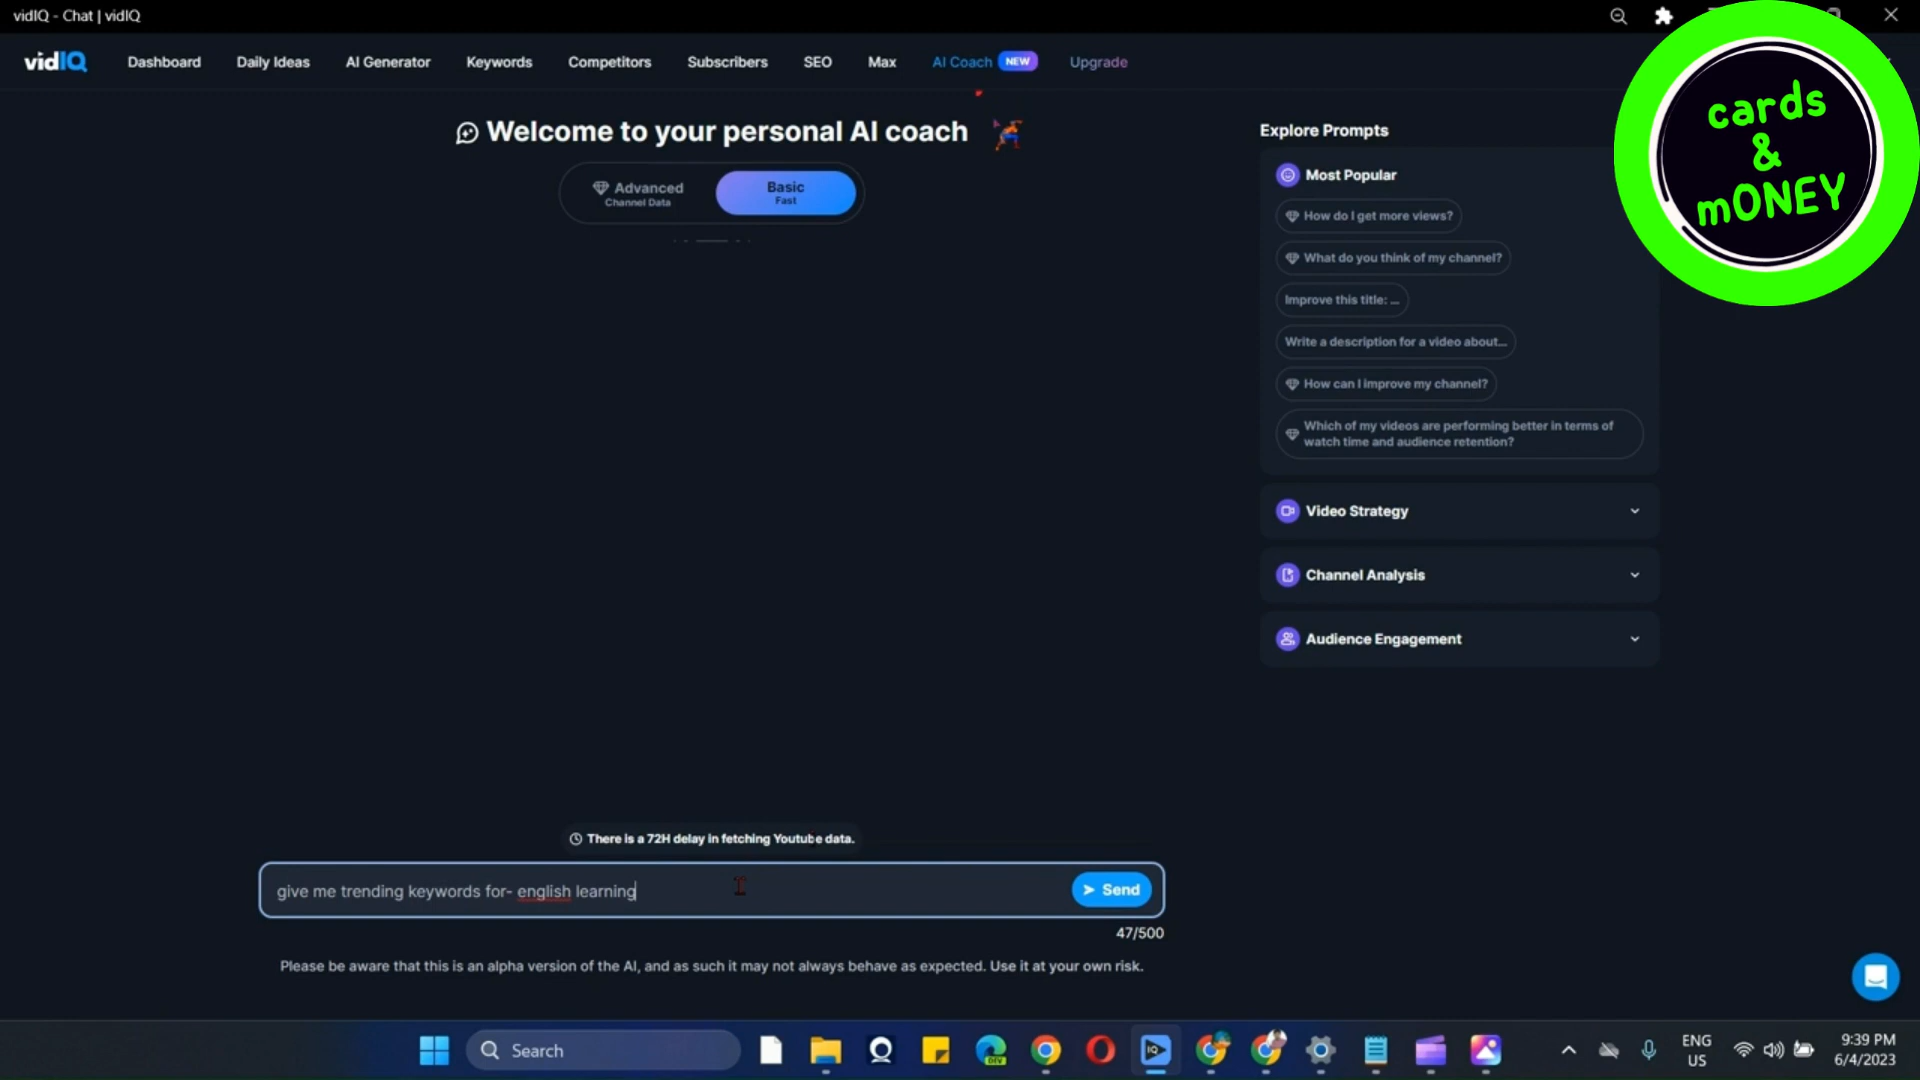 vidIQ - Chat | vidIQ
vidIQ Dashboard Daily Ideas AI Generator Keywords Competitors Subscribers SEO Max AI Coach NEW Upgrade
cards
&
mONEY
Welcome to your personal AI coach
Advanced
Channel Data
Basic
Fast
Explore Prompts
Most Popular
How do I get more views?
What do you think of my channel?
Improve this title: ...
Write a description for a video about...
How can I improve my channel?
Which of my videos are performing better in terms of
watch time and audience retention?
Video Strategy
Channel Analysis
Audience Engagement
There is a 72H delay in fetching Youtube data.
give me trending keywords for- english learning
Send
47/500
Please be aware that this is an alpha version of the AI, and as such it may not always behave as expected. Use it at your own risk.
Search
DEV
IQ
ENG
US
9:39 PM
6/4/2023